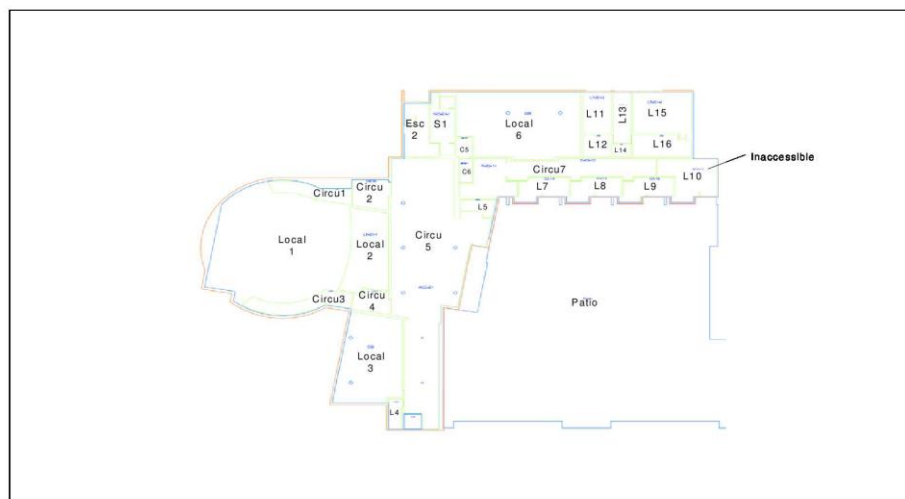 L11
L13
L15
Esc
2
S1
Local
6
L12
L14
L16
C5
Inaccessible
C6
Circu7
L10
L7
L8
L9
Circu1
Circu
2
L5
Local
1
Local
2
Circu
5
Circu3
Circu
4
Patio
Local
3
L4